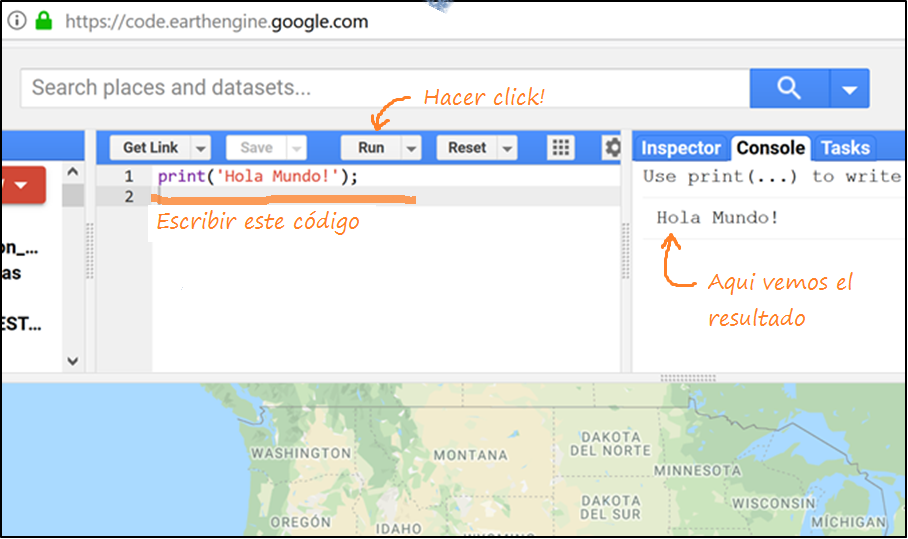 https://code.earthengine.google.com
Search places and datasets...
Hacer click!
Get Link
Save
Run
Reset
Inspector
Console
Tasks
1 print('Hola Mundo!');
2
Use print(...) to write
Escribir este código
Hola Mundo!
on_...
as
EST...
Aqui vemos el
resultado
WASHINGTON
MONTANA
DAKOTA
DEL NORTE
MINNESOTA
OREGÓN
IDAHO
DAKOTA
DEL SUR
WISCONSIN
MÍCHIGAN
WYOMING